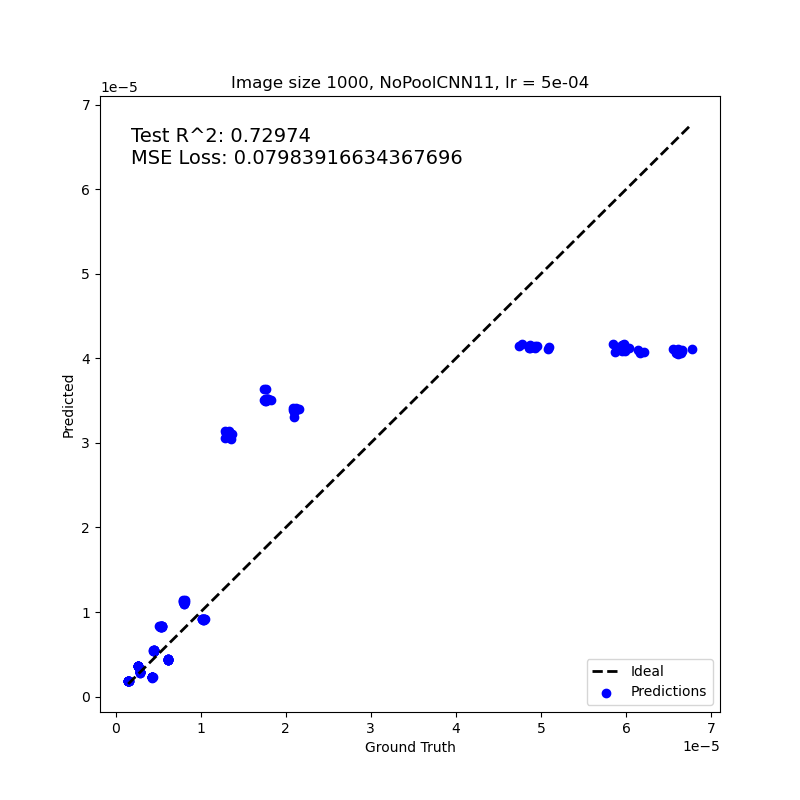 Image size 1000, NoPoolCNN11, lr = 5e-04
1e−5
Test R^2: 0.72974
MSE Loss: 0.07983916634367696
7
6
5
4
3
2
1
0
Predicted
Ideal
Predictions
0 1 2 3 4 5 6 7
Ground Truth
1e−5